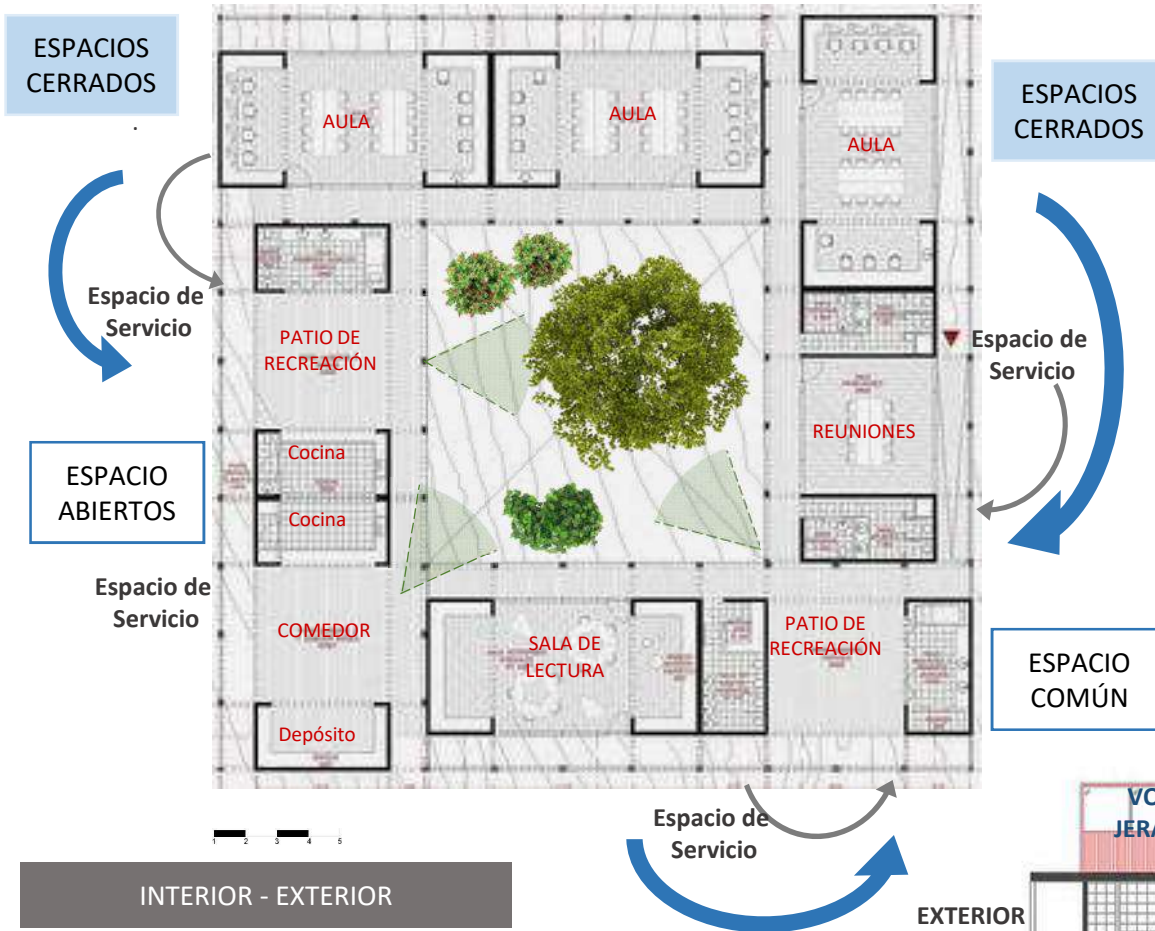 ESPACIOS
CERRADOS
.
AULA
AULA
AULA
ESPACIOS
CERRADOS
Espacio de
Servicio
PATIO DE
RECREACIÓN
Espacio de
Servicio
REUNIONES
ESPACIO
ABIERTOS
Cocina
Cocina
Espacio de
Servicio
COMEDOR
SALA DE
LECTURA
PATIO DE
RECREACIÓN
ESPACIO
COMÚN
Depósito
1 2 3 4 5
Espacio de
Servicio
VO
JERA
INTERIOR - EXTERIOR
EXTERIOR